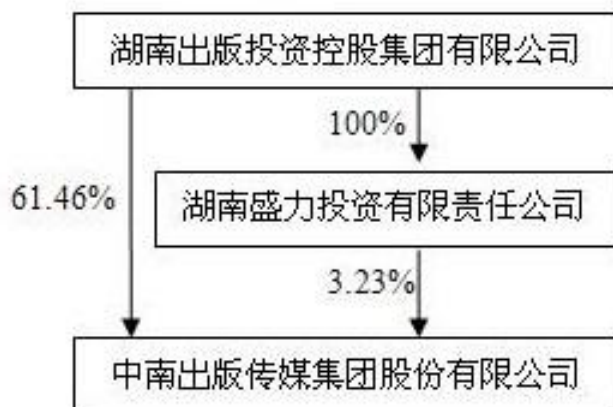 湖南出版投资控股集团有限公司
100%
61.46%
湖南盛力投资有限责任公司
3.23%
中南出版传媒集团股份有限公司